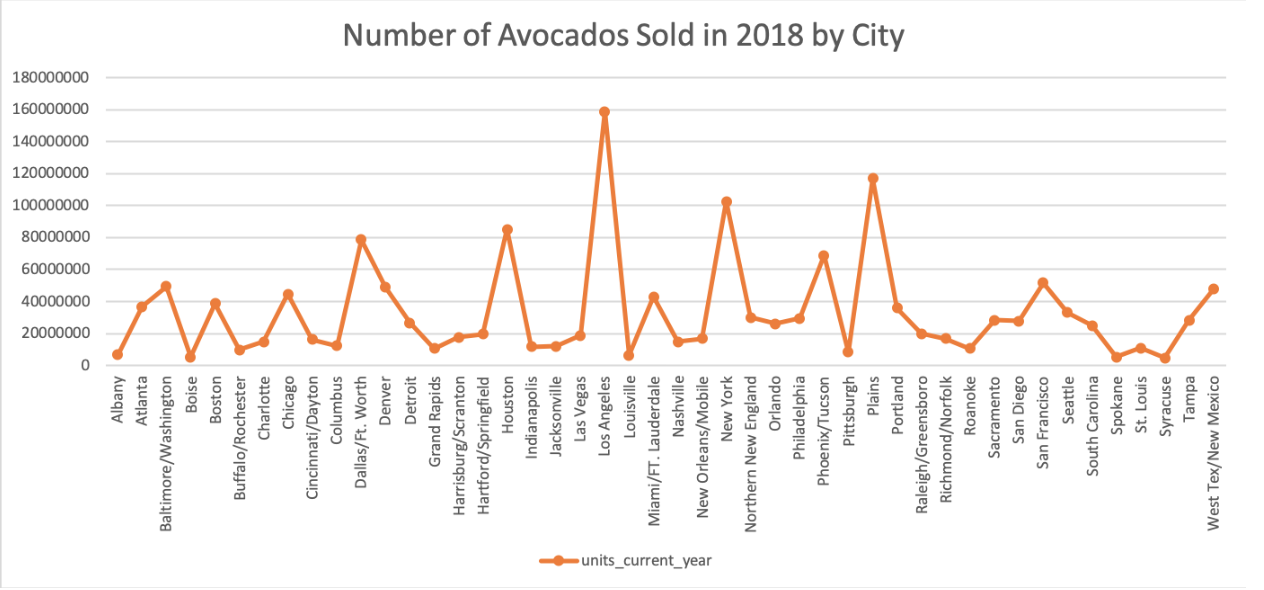 Number of Avocados Sold in 2018 by City
180000000
160000000
140000000
120000000
100000000
80000000
60000000
40000000
20000000
0
Albany
Atlanta
Baltimore/Washington
Boise
Boston
Buffalo/Rochester
Charlotte
Chicago
Cincinnati/Dayton
Columbus
Dallas/Ft. Worth
Denver
Detroit
Grand Rapids
Harrisburg/Scranton
Hartford/Springfield
Houston
Indianapolis
Jacksonville
Las Vegas
Los Angeles
Louisville
Miami/FT. Lauderdale
Nashville
New Orleans/Mobile
New York
Northern New England
Orlando
Philadelphia
Phoenix/Tucson
Pittsburgh
Plains
Portland
Raleigh/Greensboro
Richmond/Norfolk
Roanoke
Sacramento
San Diego
San Francisco
Seattle
South Carolina
Spokane
St. Louis
Syracuse
Tampa
West Tex/New Mexico
units_current_year